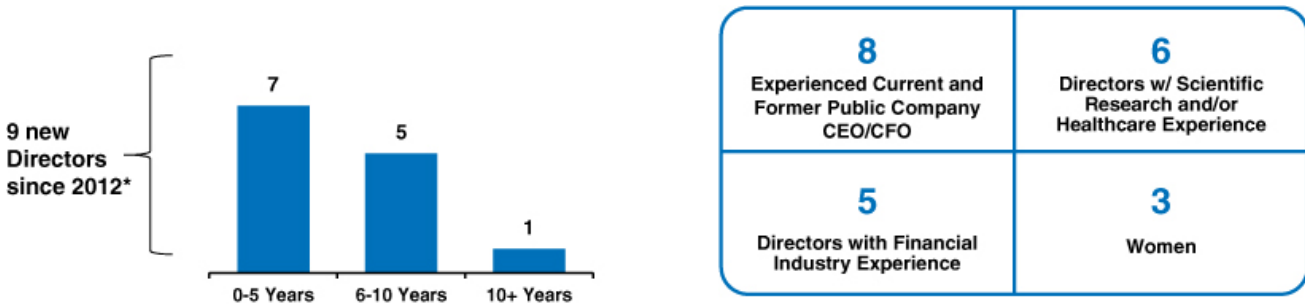 9 new
Directors
since 2012*
7
5
1
0-5 Years
6-10 Years
10+ Years
8
Experienced Current and
Former Public Company
CEO/CFO
6
Directors w/ Scientific
Research and/or
Healthcare Experience
5
Directors with Financial
Industry Experience
3
Women